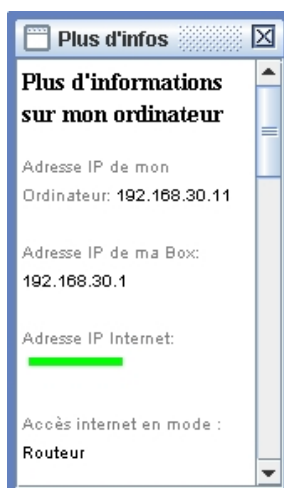 Plus d'infos
Plus d'informations
sur mon ordinateur
Adresse IP de mon
Ordinateur: 192.168.30.11
Adresse IP de ma Box:
192.168.30.1
Adresse IP Internet:
Accès internet en mode :
Routeur